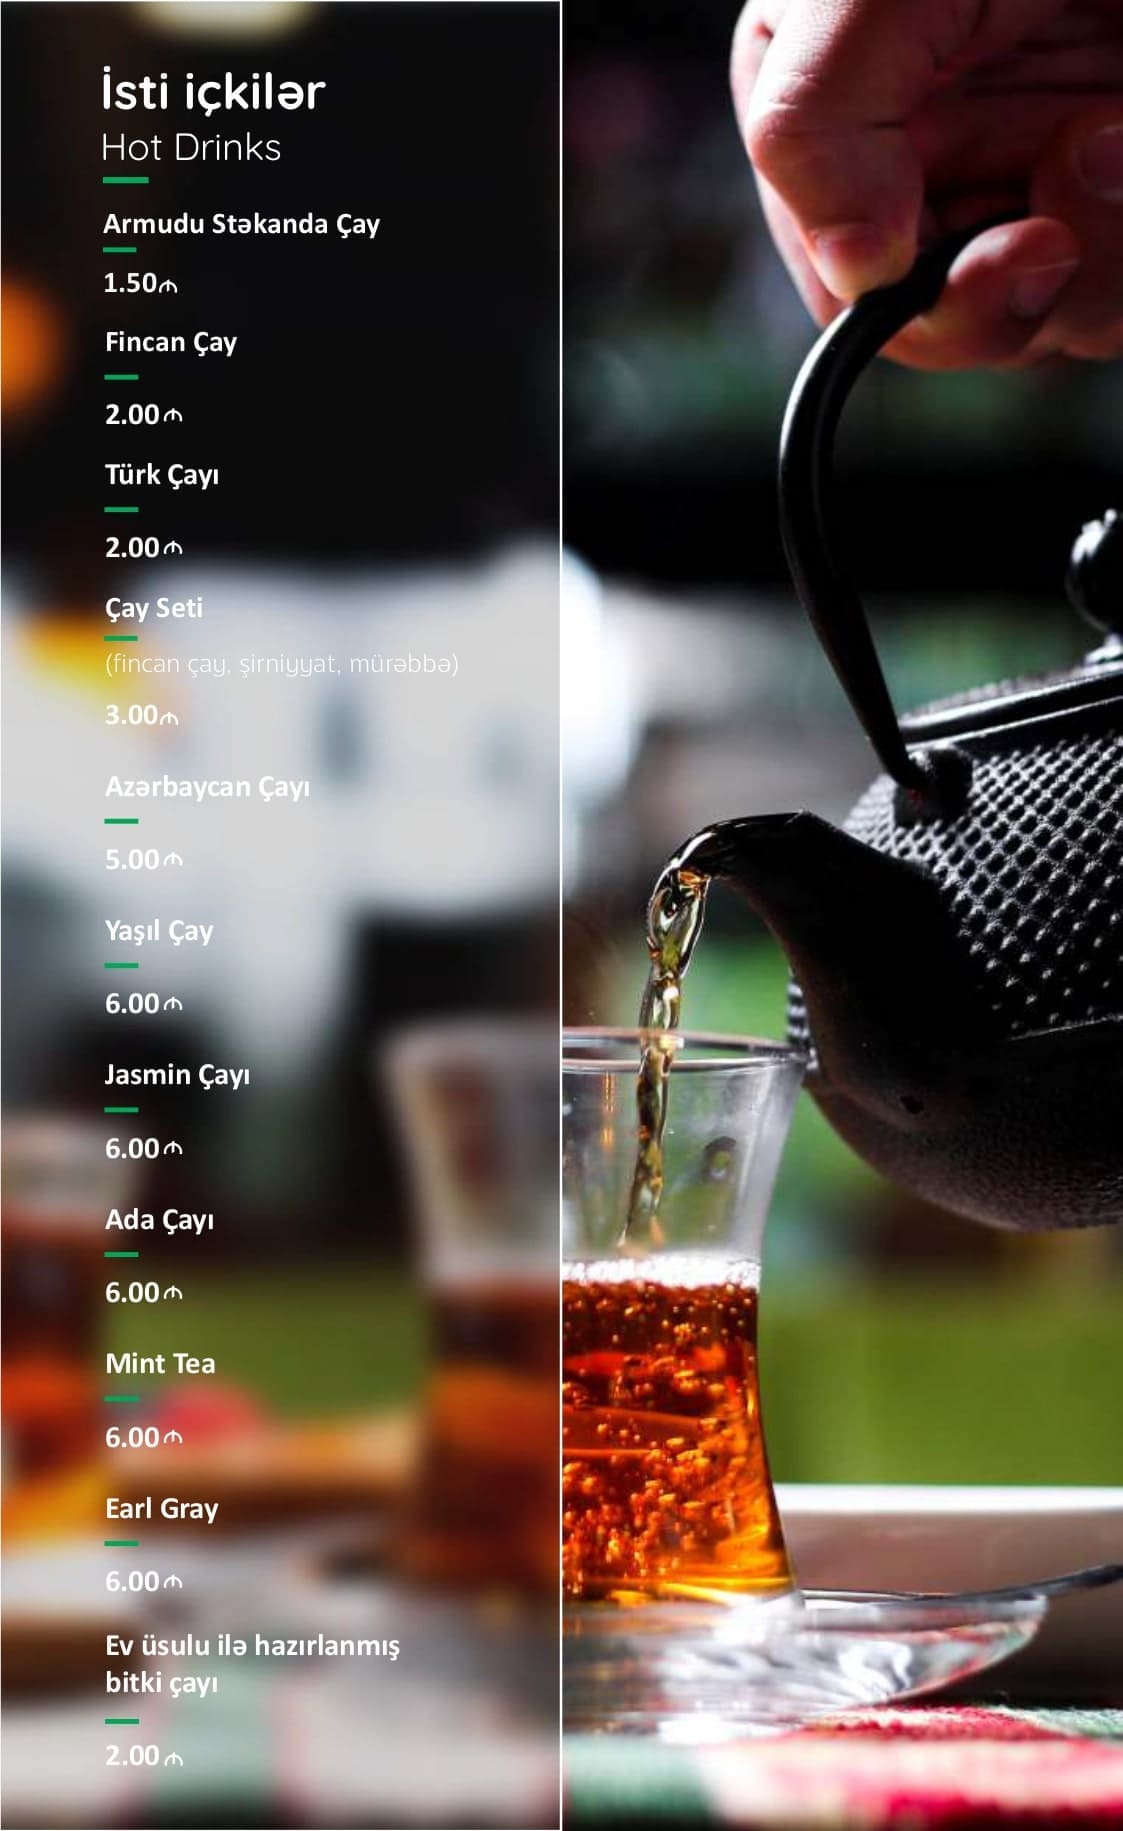 İsti içkilər
Hot Drinks
Armudu Stəkanda Çay
1.50₼
Fincan Çay
2.00₼
Türk Çayı
2.00₼
Çay Seti
(fincan çay, şirniyyat, mürəbbə)
3.00₼
Azərbaycan Çayı
5.00₼
Yaşıl Çay
6.00₼
Jasmin Çayı
6.00₼
Ada Çayı
6.00₼
Mint Tea
6.00₼
Earl Gray
6.00₼
Ev üsulu ilə hazırlanmış
bitki çayı
2.00₼